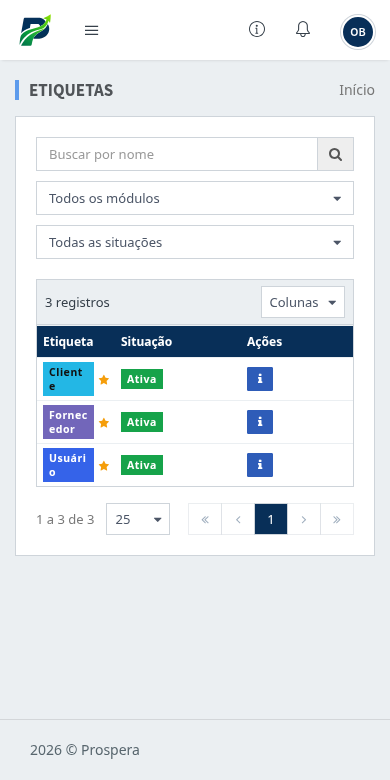 OB
ETIQUETAS
Início
Buscar por nome
Todos os módulos
Todas as situações
3 registros
Colunas
Etiqueta Situação Ações
Client
e
Ativa
Fornec
edor
Ativa
Usuári
o
Ativa
1 a 3 de 3
25
« ‹ 1 › »
2026 © Prospera